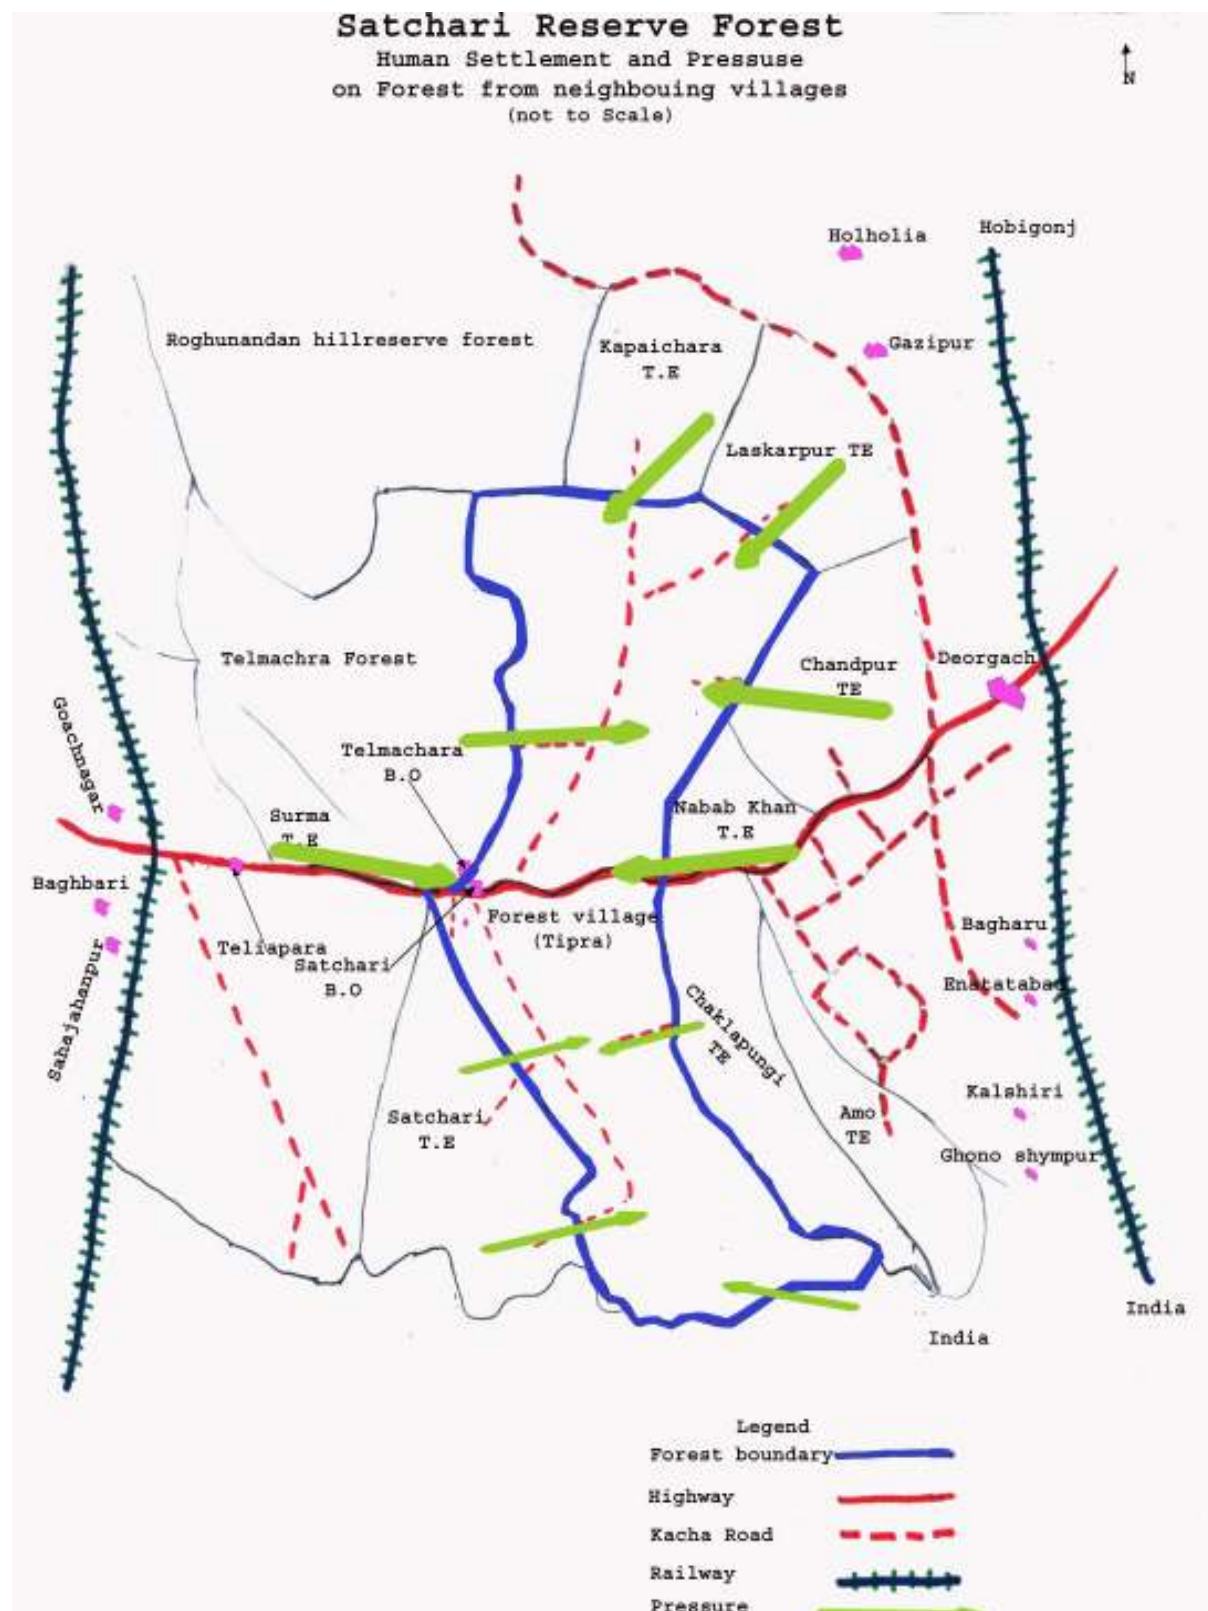 Satchari Reserve Forest
Human Settlement and Pressuse
on Forest from neighbouing villages
(not to Scale)
N
Holholia
Hobigonj
Roghunandan hillreserve forest
Kapaichara
T.E
Gazipur
Laskarpur TE
Telmachra Forest
Chandpur
TE
Deorgach
Goachnagar
Telmachara
B.O
Surma
T.E
Nabab Khan
T.E
Baghbari
Forest village
(Tipra)
Bagharu
Teliapara
Satchari
B.O
Sahajahanpur
Enatatabad
Chaklapungi
TE
Satchari
T.E
Amo
TE
Kalshiri
Ghono shympur
India
India
Legend
Forest boundary
Highway
Kacha Road
Railway
Pressure